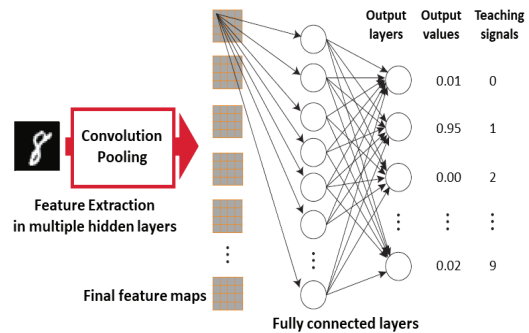 Output layers
Output values
Teaching signals
0.01 0
0.95 1
0.00 2
0.02 9
8
Convolution
Pooling
Feature Extraction
in multiple hidden layers
Final feature maps
Fully connected layers